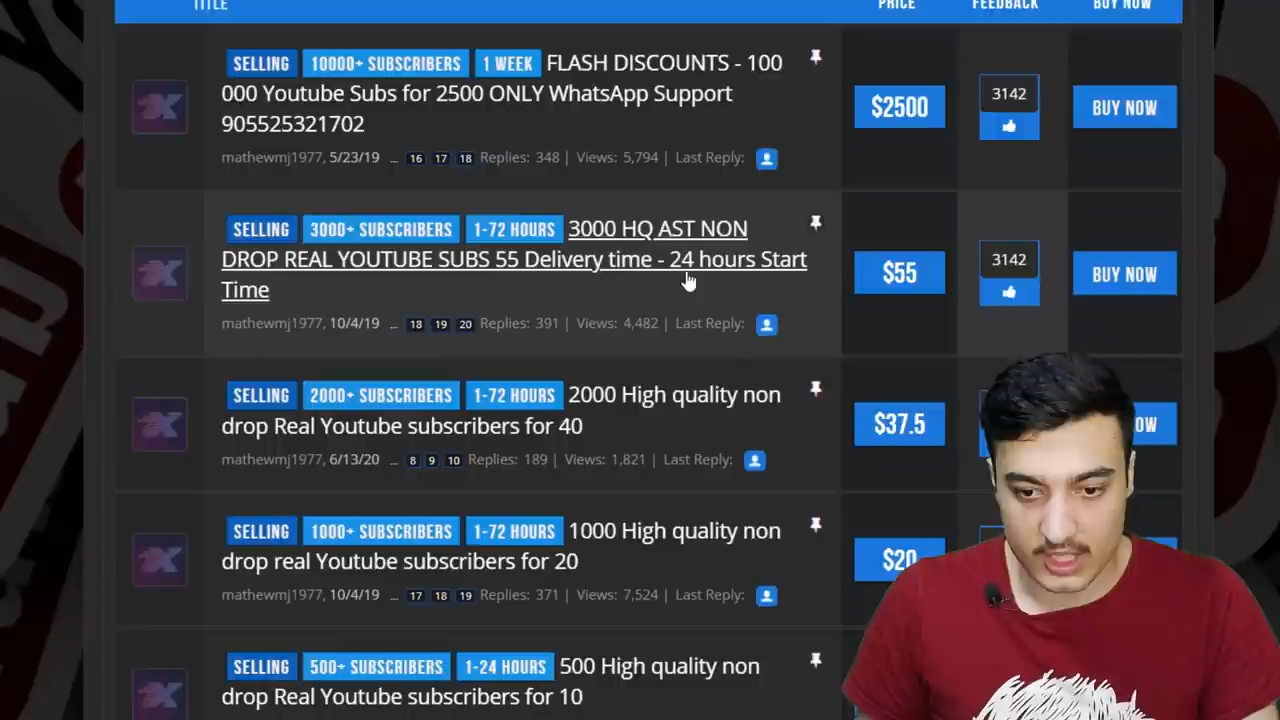 TITLE PRICE FEEDBACK BUY NOW
SELLING 10000+ SUBSCRIBERS 1 WEEK FLASH DISCOUNTS - 100
000 Youtube Subs for 2500 ONLY WhatsApp Support
905525321702
mathewmj1977, 5/23/19 ... 16 17 18 Replies: 348 | Views: 5,794 | Last Reply:
$2500
3142
BUY NOW
SELLING 3000+ SUBSCRIBERS 1-72 HOURS 3000 HQ AST NON
DROP REAL YOUTUBE SUBS 55 Delivery time - 24 hours Start
Time
mathewmj1977, 10/4/19 ... 18 19 20 Replies: 391 | Views: 4,482 | Last Reply:
$55
3142
BUY NOW
SELLING 2000+ SUBSCRIBERS 1-72 HOURS 2000 High quality non
drop Real Youtube subscribers for 40
mathewmj1977, 6/13/20 ... 8 9 10 Replies: 189 | Views: 1,821 | Last Reply:
$37.5
OW
SELLING 1000+ SUBSCRIBERS 1-72 HOURS 1000 High quality non
drop real Youtube subscribers for 20
mathewmj1977, 10/4/19 ... 17 18 19 Replies: 371 | Views: 7,524 | Last Reply:
$20
SELLING 500+ SUBSCRIBERS 1-24 HOURS 500 High quality non
drop Real Youtube subscribers for 10